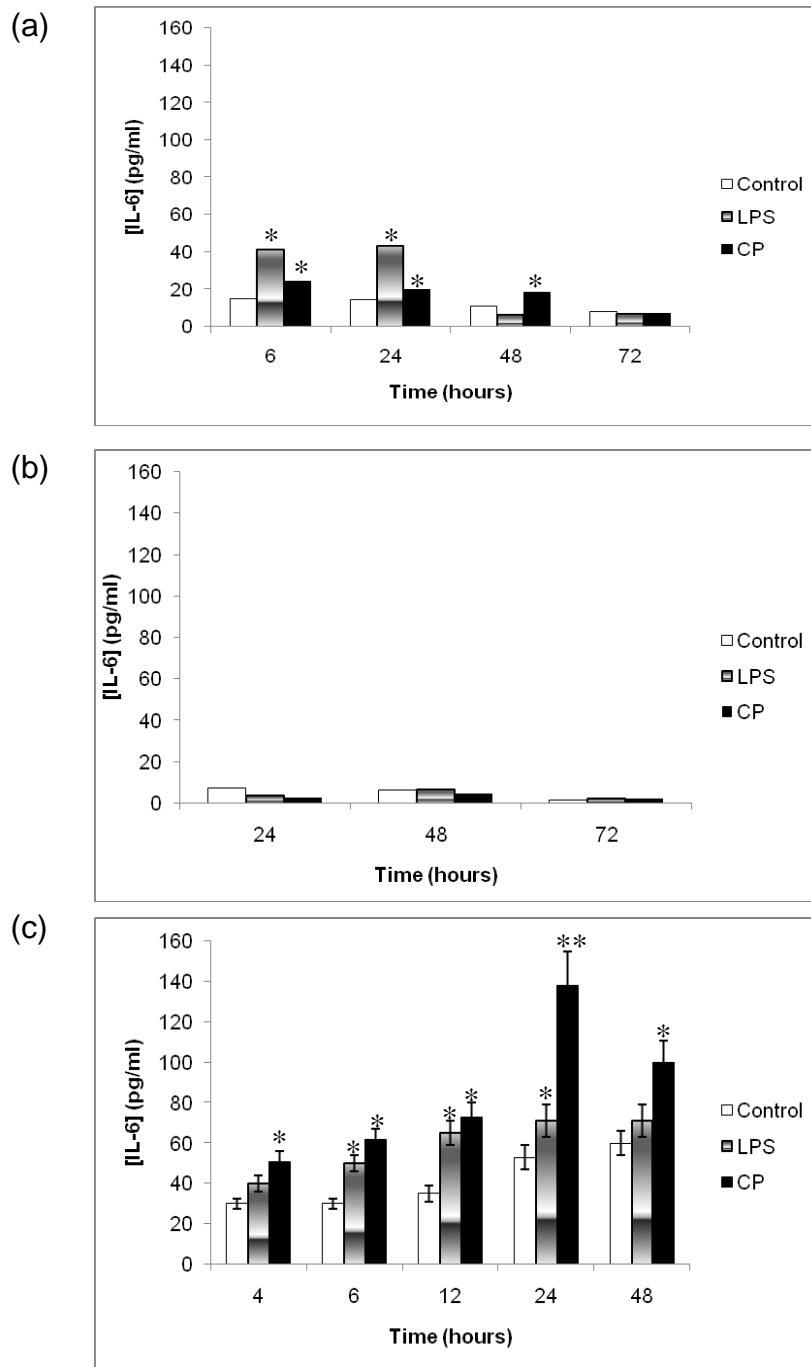 (a)
160
140
120
100
80
60
40
20
0
[IL-6] (pg/ml)
* * * * *
6 24 48 72
Time (hours)
Control
LPS
CP
(b)
160
140
120
100
80
60
40
20
0
[IL-6] (pg/ml)
24 48 72
Time (hours)
Control
LPS
CP
(c)
160
140
120
100
80
60
40
20
0
[IL-6] (pg/ml)
* * * * * * ** *
4 6 12 24 48
Time (hours)
Control
LPS
CP